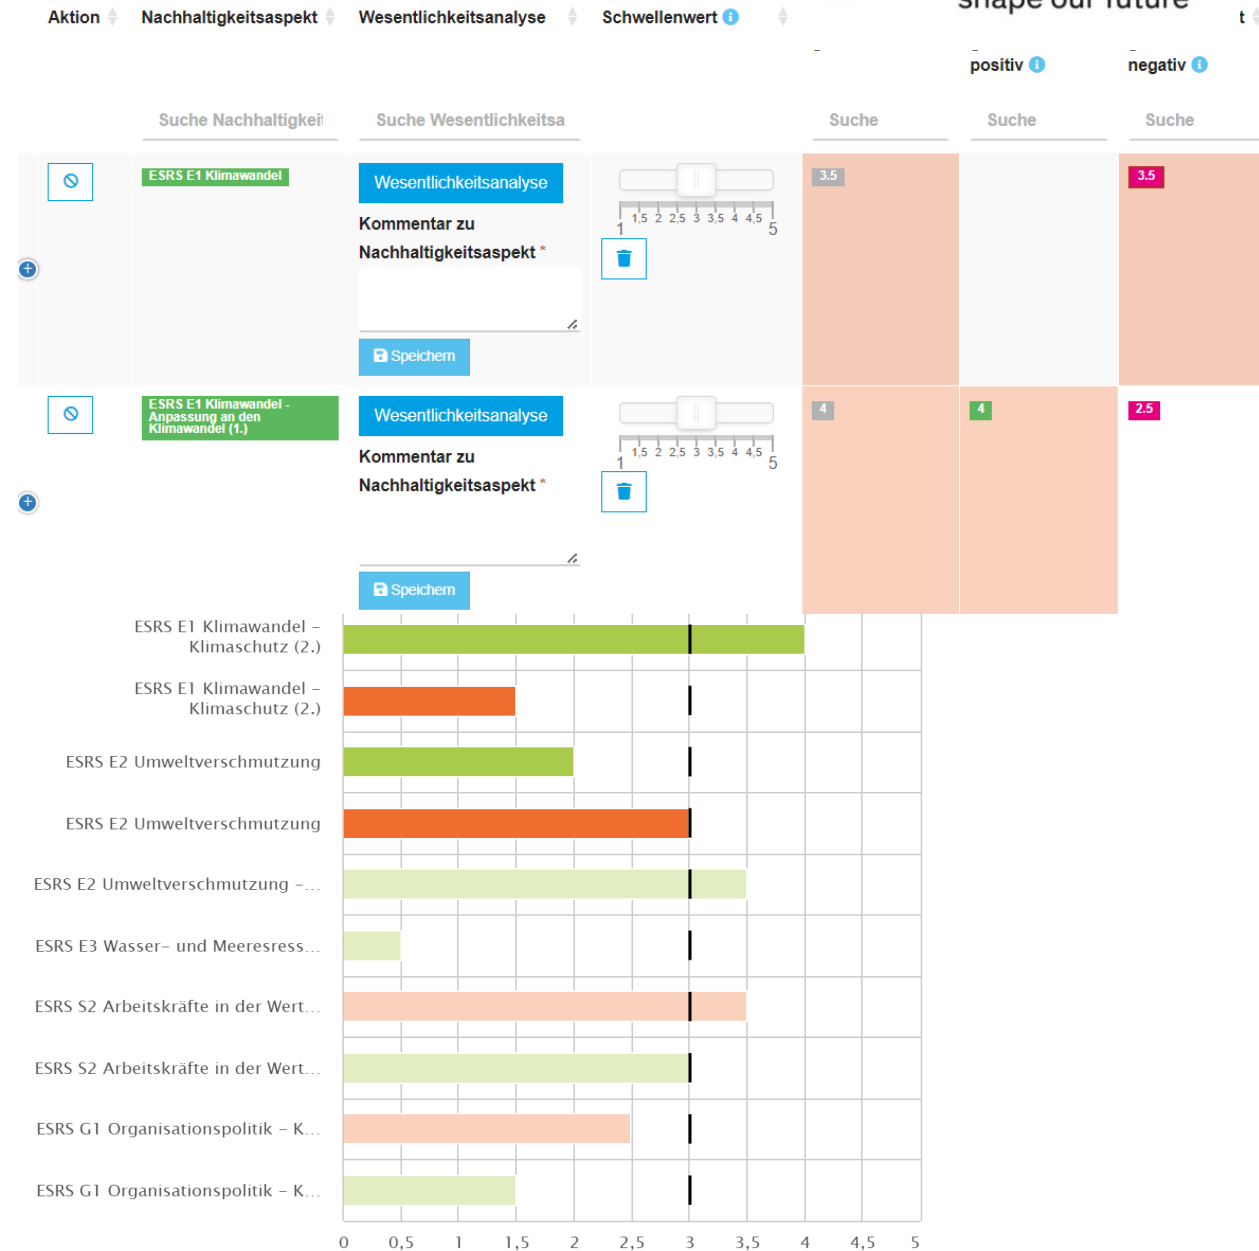 shape our future
Aktion Nachhaltigkeitsaspekt Wesentlichkeitsanalyse Schwellenwert t
positiv negativ
Suche Nachhaltigkei Suche Wesentlichkeitsa Suche Suche Suche
ESRS E1 Klimawandel
Wesentlichkeitsanalyse
3.5
3.5
1 1,5 2 2,5 3 3,5 4 4,5 5
Kommentar zu
Nachhaltigkeitsaspekt *
Speichern
ESRS E1 Klimawandel -
Anpassung an den
Klimawandel (1.)
Wesentlichkeitsanalyse
4
4
2.5
1 1,5 2 2,5 3 3,5 4 4,5 5
Kommentar zu
Nachhaltigkeitsaspekt *
Speichern
ESRS E1 Klimawandel –
Klimaschutz (2.)
ESRS E1 Klimawandel –
Klimaschutz (2.)
ESRS E2 Umweltverschmutzung
ESRS E2 Umweltverschmutzung
ESRS E2 Umweltverschmutzung –...
ESRS E3 Wasser– und Meeresress...
ESRS S2 Arbeitskräfte in der Wert...
ESRS S2 Arbeitskräfte in der Wert...
ESRS G1 Organisationspolitik – K...
ESRS G1 Organisationspolitik – K...
0 0,5 1 1,5 2 2,5 3 3,5 4 4,5 5